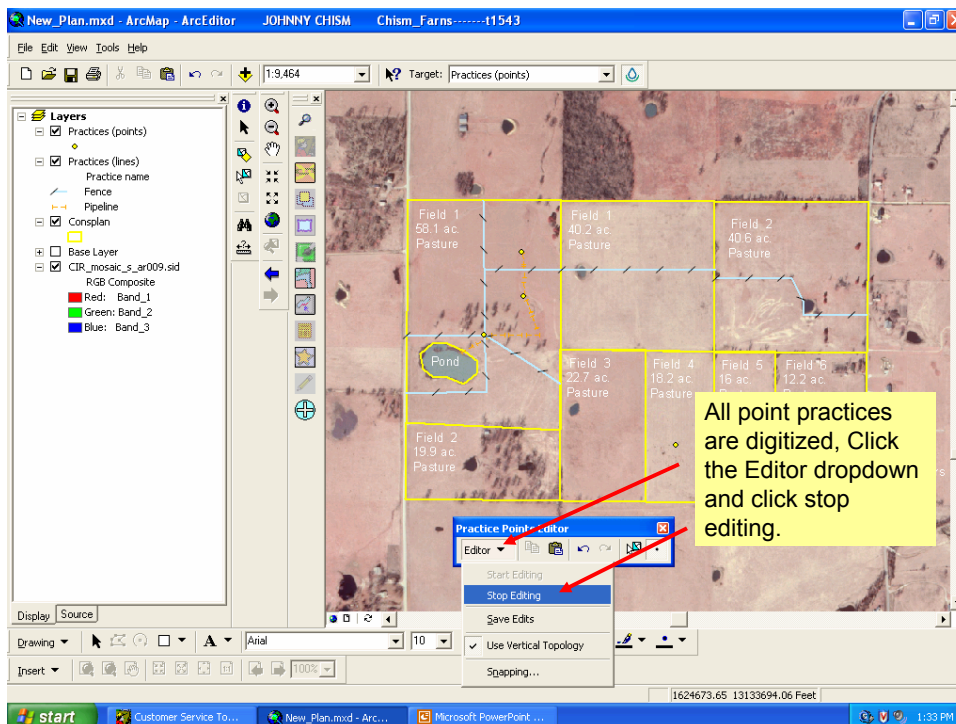 New_Plan.mxd - ArcMap - ArcEditor JOHNNY CHISM Chism_Farns-------t1543
File Edit View Tools Help
1:9,464
Target: Practices (points)
Layers
Practices (points)
Practices (lines)
Practice name
Fence
Pipeline
Consplan
Base Layer
CIR_mosaic_s_ar009.sid
RGB Composite
Red: Band_1
Green: Band_2
Blue: Band_3
Field 1
58.1 ac.
Pasture
Field 1
40.2 ac.
Pasture
Field 2
40.6 ac.
Pasture
Pond
Field 3
22.7 ac.
Pasture
Field 4
18.2 ac.
Pasture
Field 5
16 ac.
Field 6
12.2 ac.
Field 2
19.9 ac.
Pasture
All point practices
are digitized, Click
the Editor dropdown
and click stop
editing.
Practice Points Editor
Editor
Start Editing
Stop Editing
Save Edits
Use Vertical Topology
Snapping...
Display Source
Drawing A Arial 10
Insert 100%
1624673.65 13133694.06 Feet
start Customer Service To... New_Plan.mxd - Arc... Microsoft PowerPoint ... 1:33 PM